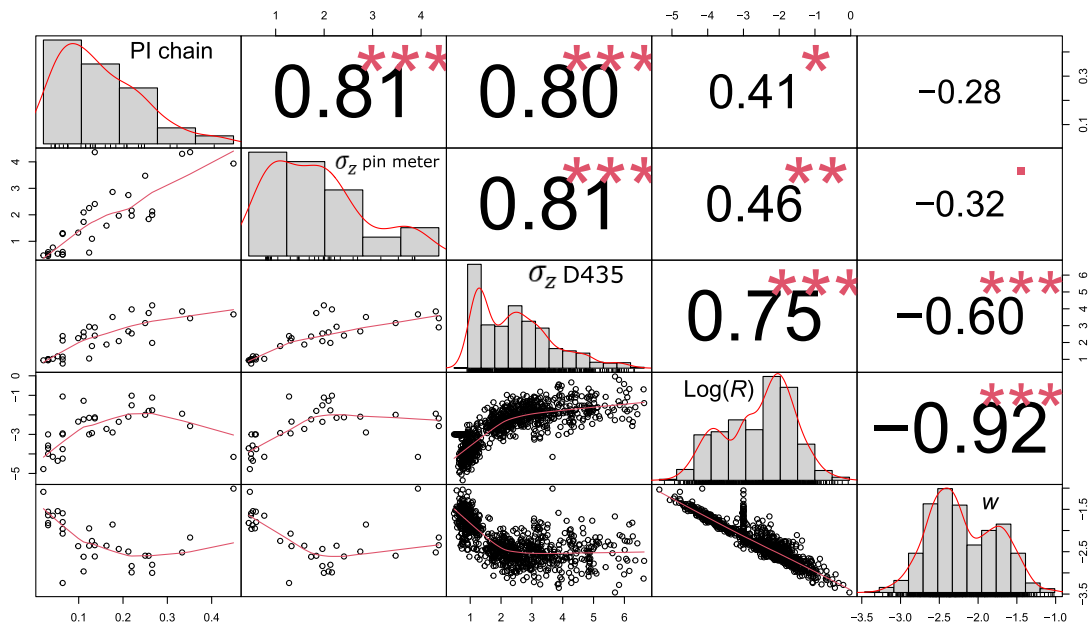 1 2 3 4
−5 −4 −3 −2 −1 0
PI chain
0.81 ***
0.80 ***
0.41 *
−0.28
0.1 0.3
1 2 3 4
σz pin meter
0.81 ***
0.46 **
−0.32
σz D435
0.75 ***
−0.60 ***
1 2 3 4 5 6
−5 −3 −1 0
Log(R)
−0.92 ***
w
−3.5 −2.5 −1.5
0.1 0.2 0.3 0.4
1 2 3 4 5 6
−3.5 −3.0 −2.5 −2.0 −1.5 −1.0